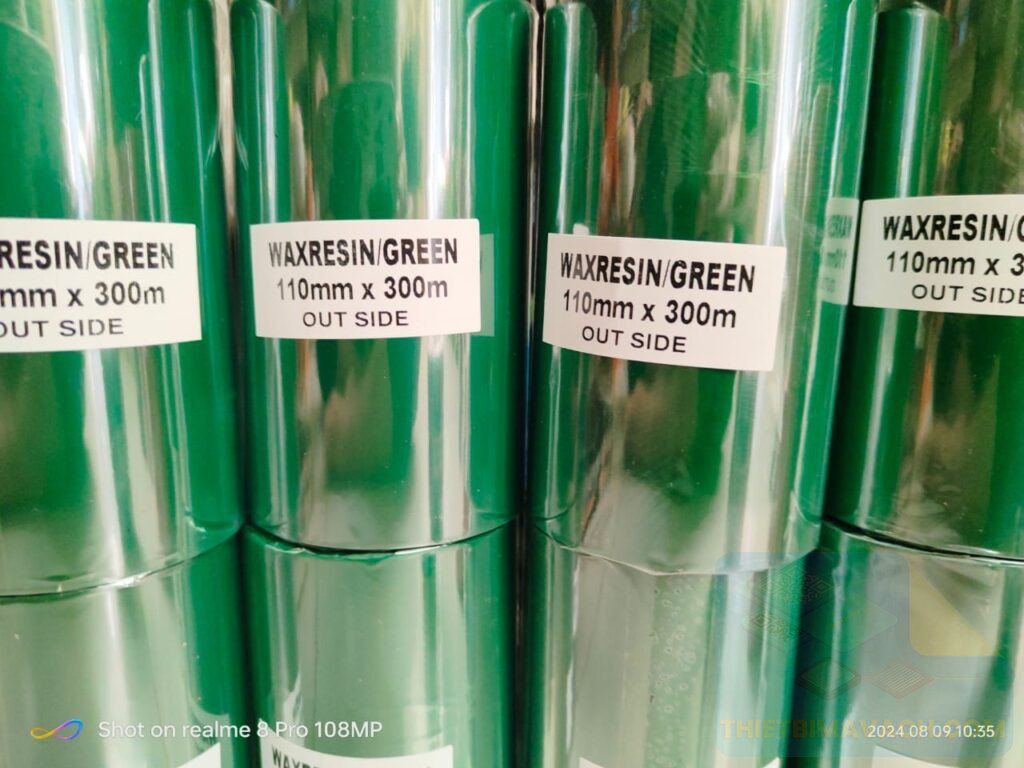 RESIN/GREEN
mm x 300m
OUT SIDE
WAXRESIN/GREEN
110mm x 300m
OUT SIDE
WAXRESIN/GREEN
110mm x 300m
OUT SIDE
WAXRESIN/G
110mm x 3
OUT SIDE
WAXRES
Shot on realme 8 Pro 108MP
THIETBIMAVACH.COM
2024 08 09 10:35